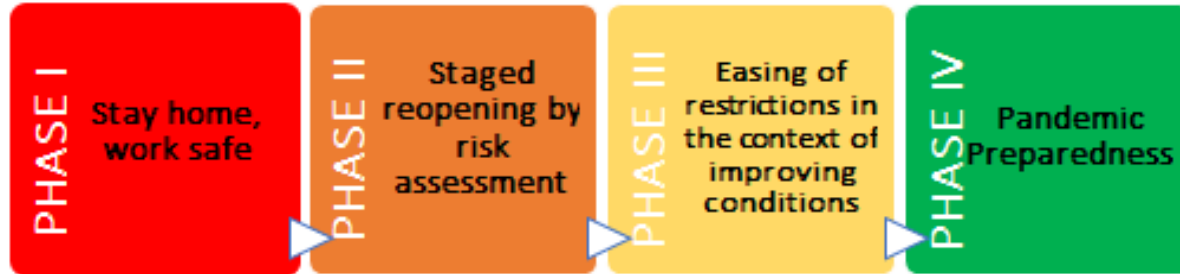 PHASE I
Stay home,
work safe
PHASE II
Staged
reopening by
risk
assessment
PHASE III
Easing of
restrictions in
the context of
improving
conditions
PHASE IV
Pandemic
Preparedness